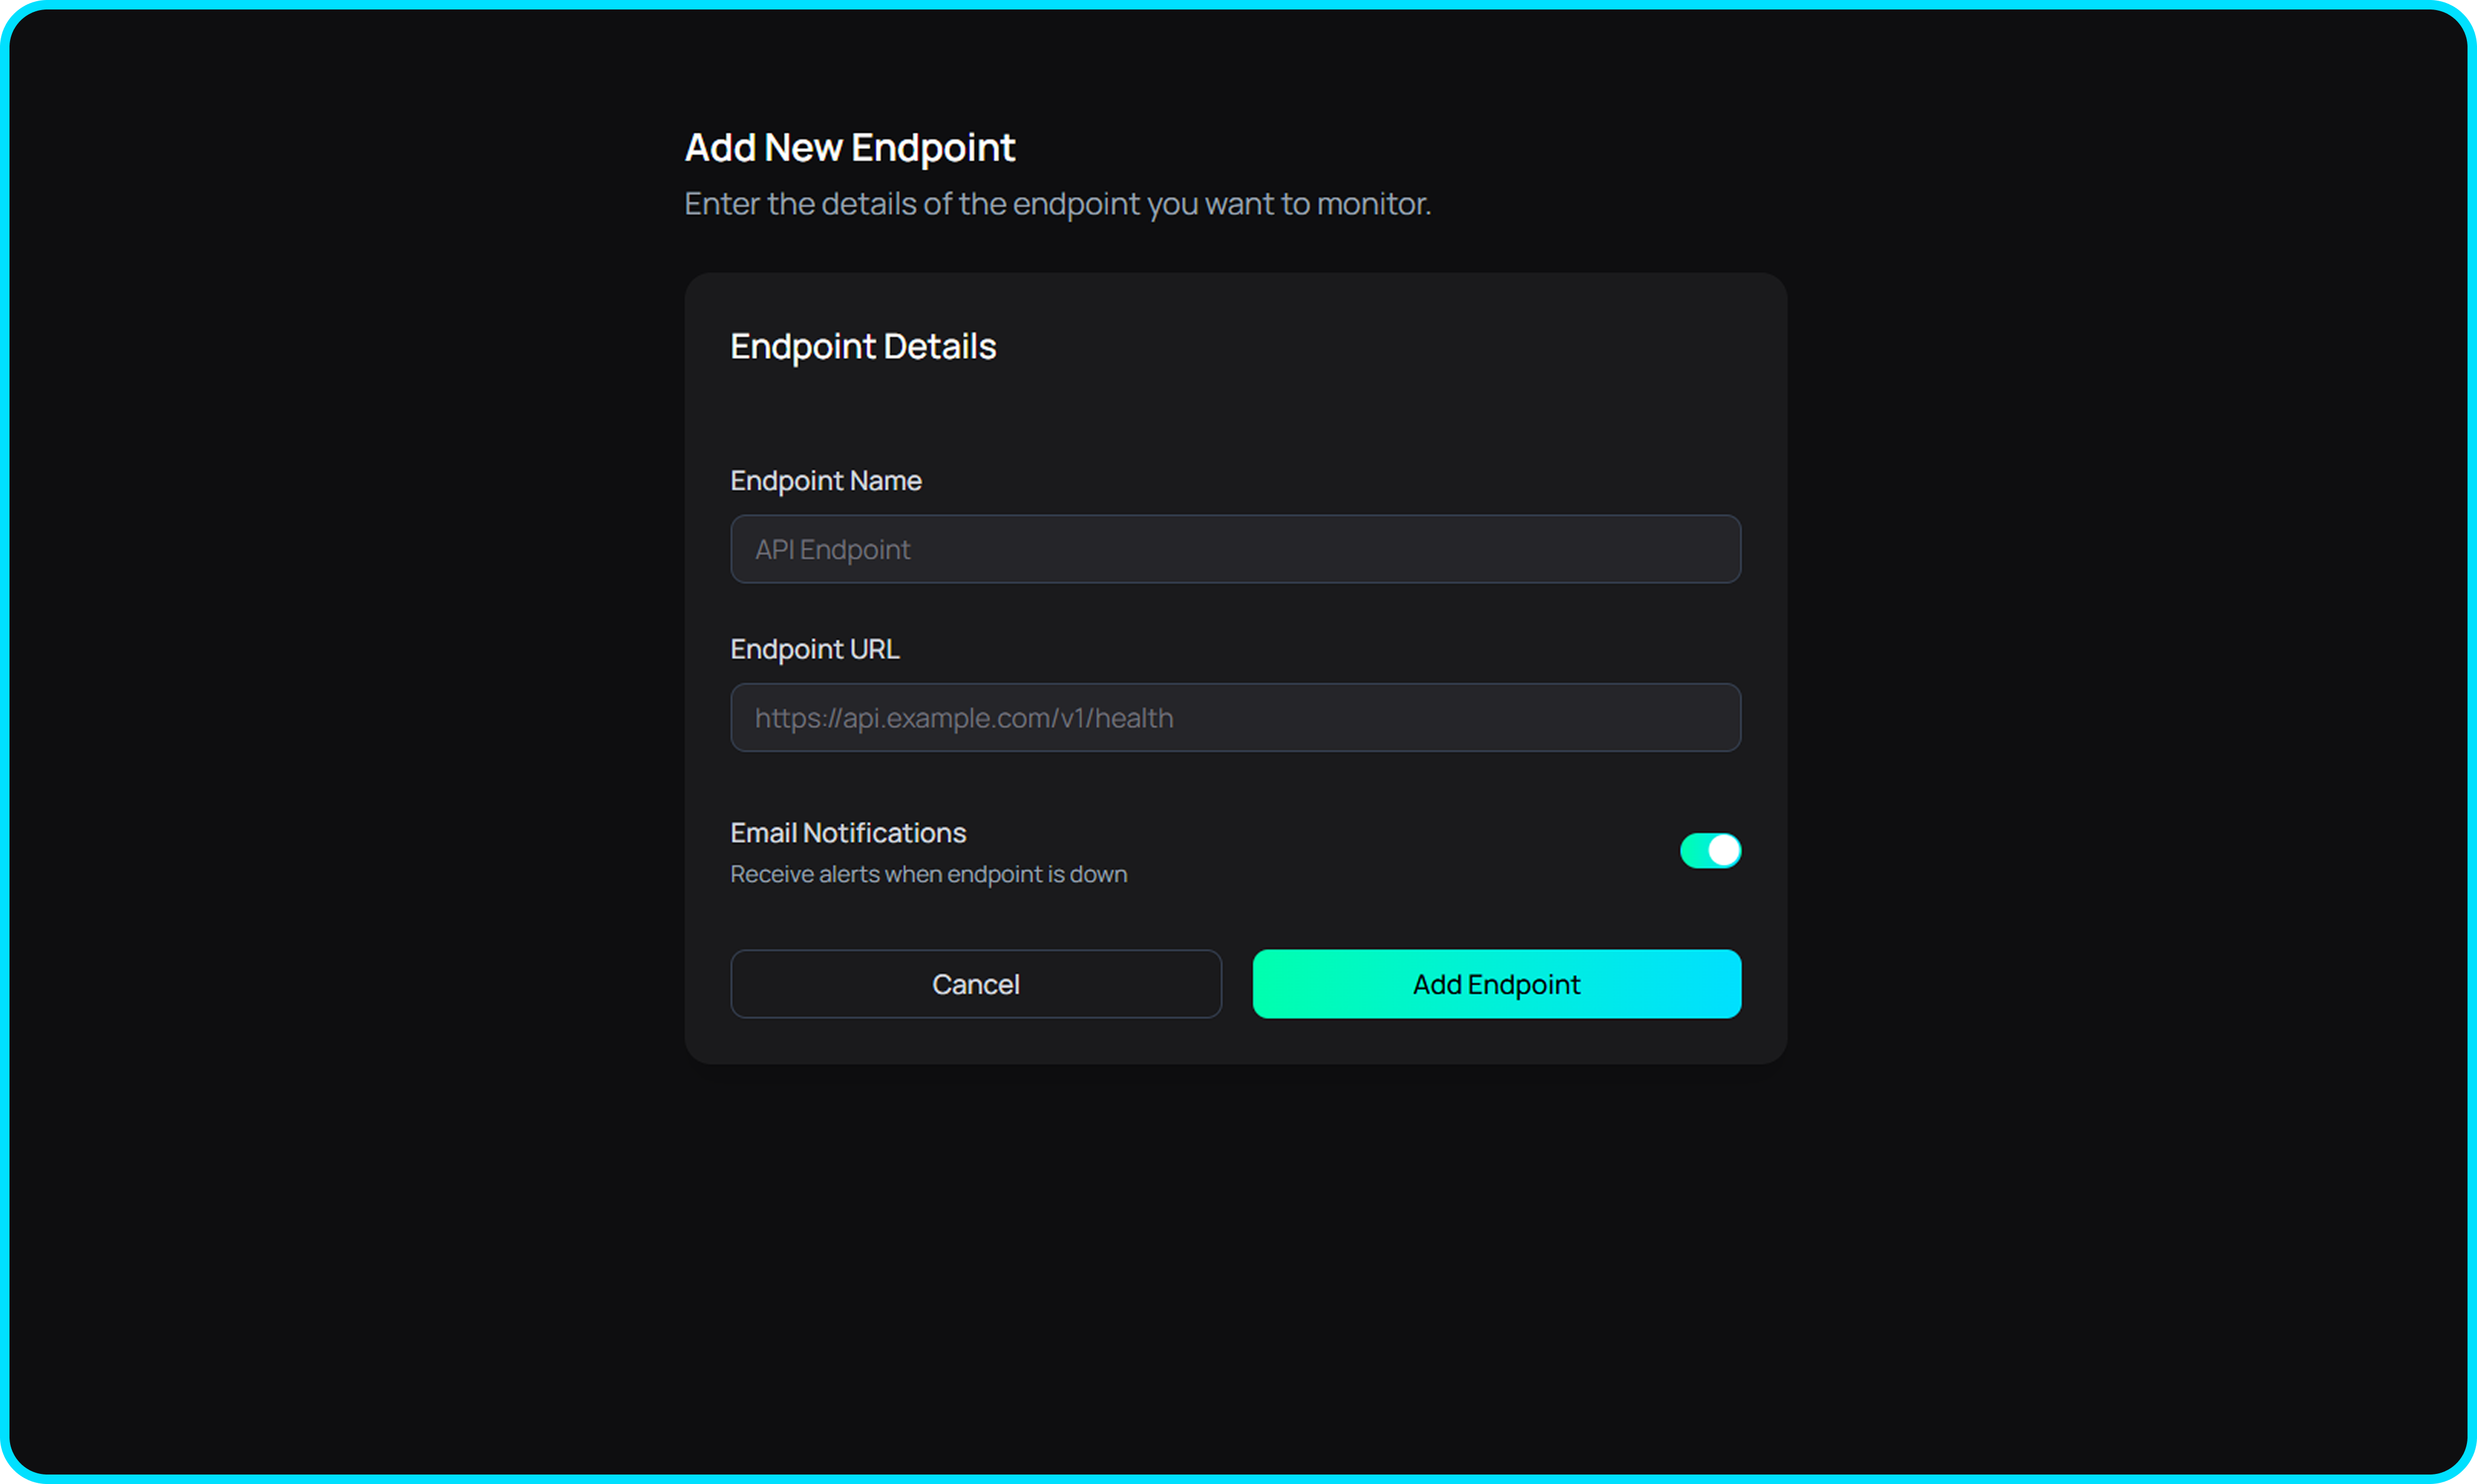 Add New Endpoint
Enter the details of the endpoint you want to monitor.
Endpoint Details
Endpoint Name
API Endpoint
Endpoint URL
https://api.example.com/v1/health
Email Notifications
Receive alerts when endpoint is down
Cancel
Add Endpoint